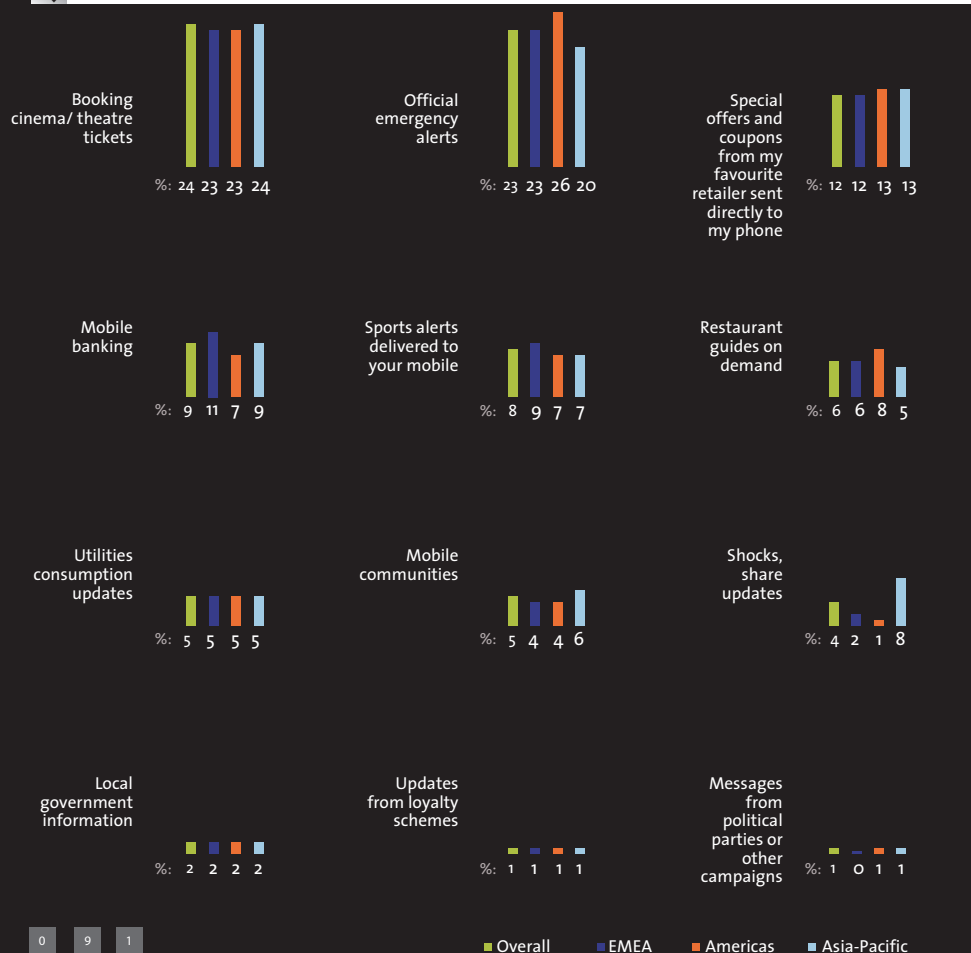 Booking
cinema/ theatre
tickets
%: 24 23 23 24
Official
emergency
alerts
%: 23 23 26 20
Special
offers and
coupons
from my
favourite
retailer sent
directly to
my phone
%: 12 12 13 13
Mobile
banking
%: 9 11 7 9
Sports alerts
delivered to
your mobile
%: 8 9 7 7
Restaurant
guides on
demand
%: 6 6 8 5
Utilities
consumption
updates
%: 5 5 5 5
Mobile
communities
%: 5 4 4 6
Shocks,
share
updates
%: 4 2 1 8
Local
government
information
%: 2 2 2 2
Updates
from loyalty
schemes
%: 1 1 1 1
Messages
from
political
parties or
other
campaigns
%: 1 0 1 1
0 9 1
Overall EMEA Americas Asia-Pacific